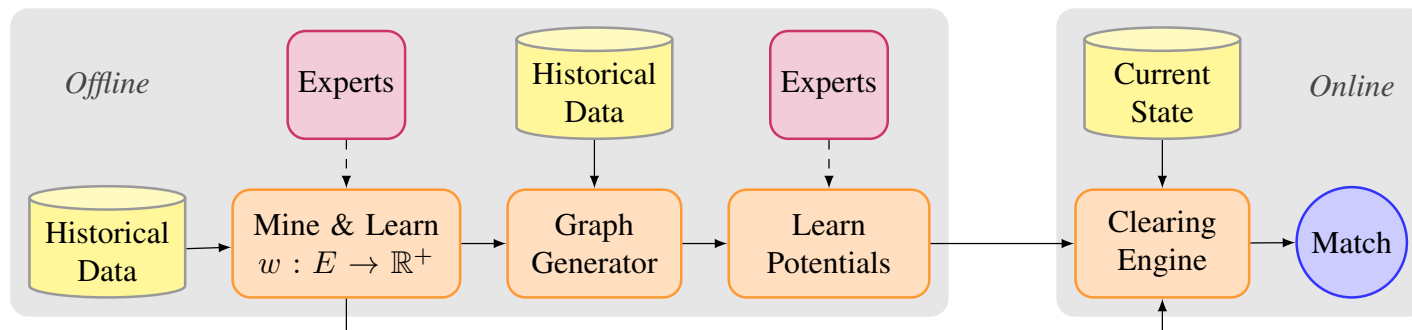 Offline
Experts
Historical
Data
Experts
Current
State
Online
Historical
Data
Mine & Learn
w : E → ℝ⁺
Graph
Generator
Learn
Potentials
Clearing
Engine
Match